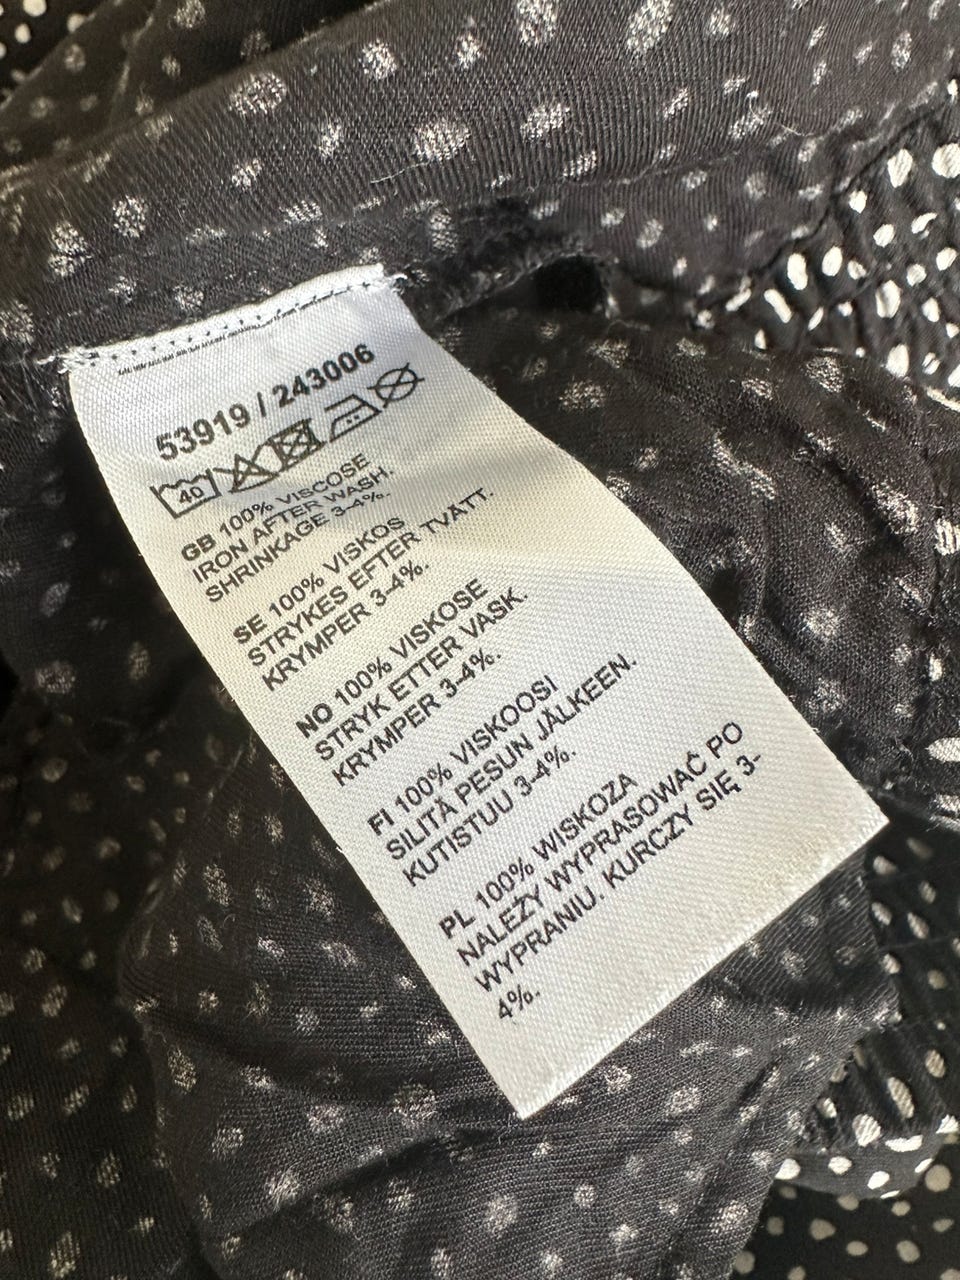 53919 / 243006
40
GB 100% VISCOSE
IRON AFTER WASH.
SHRINKAGE 3-4%.
SE 100% VISKOS
STRYKES EFTER TVÄTT.
KRYMPER 3-4%.
NO 100% VISKOSE
STRYK ETTER VASK.
KRYMPER 3-4%.
FI 100% VISKOOSI
SILITÄ PESUN JÄLKEEN.
KUTISTUU 3-4%.
PL 100% WISKOZA
NALEŻY WYPRASOWAĆ PO
WYPRANIU. KURCZY SIĘ 3-
4%.